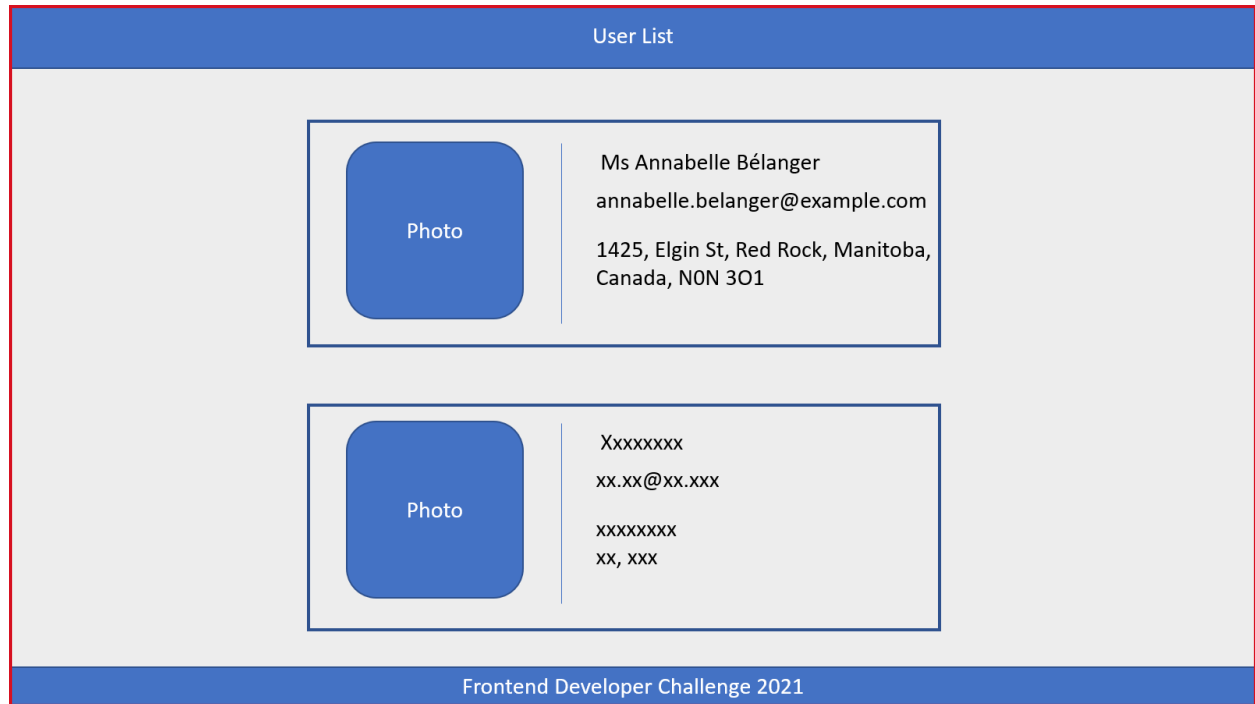 User List
Photo
Ms Annabelle Bélanger
annabelle.belanger@example.com
1425, Elgin St, Red Rock, Manitoba,
Canada, N0N 3O1
Photo
Xxxxxxxx
xx.xx@xx.xxx
xxxxxxxx
xx, xxx
Frontend Developer Challenge 2021